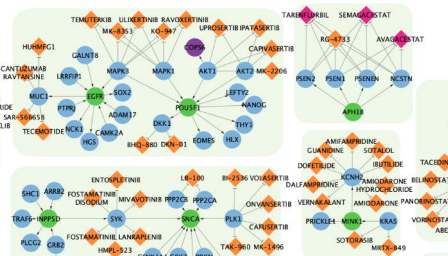 TARENFLURBIL SEMAGACESTAT
TEMUTERKIB ULIXERTINIB RAVOXERTINIB
MK-8353 KO-947 UPROSERTIB IPATASERTIB
HUHMFG1 COPS6 RG-4733 AVAGACESTAT
GALNT8 CAPIVASERTIB
CANTUZUMAB RAVTANSINE LRRFIP1 MAPK3 MAPK1 AKT1 AKT2 MK-2206 PSEN2 PSEN1 PSENEN NCSTN
MUC1 EGFR SOX2 LEFTY2
PTPRJ POU5F1 NANOG
SAR-566658 ADAM17 DKK1 THY1 APH1B
TECEMOTIDE NCK1 CAMK2A
HGS BHQ-880 DKN-01 EOMES HLX
AMIFAMPRIDINE
GUANIDINE SOTALOL
DOFETILIDE IBUTILIDE
ENTOSPLETINIB LB-100 BI-2536 VOLASERTIB KCNH2
DALFAMPRIDINE AMIODARONE HYDROCHLORIDE
SHC1 ARRB2 FOSTAMATINIB DISODIUM MIVAVOTINIB PPP2CB PPP2CA ONVANSERTIB VERNAKALANT AMIODARONE
TRAF6 INPP5D SYK SNCA PLK1 PRICKLE4 MINK1 KRAS
CAFUSERTIB
PLCG2 CRB2 FOSTAMATINIB LANRAPLENIB SOTORASIB
HMPL-523 TAK-960 MK-1496 MRTX-849